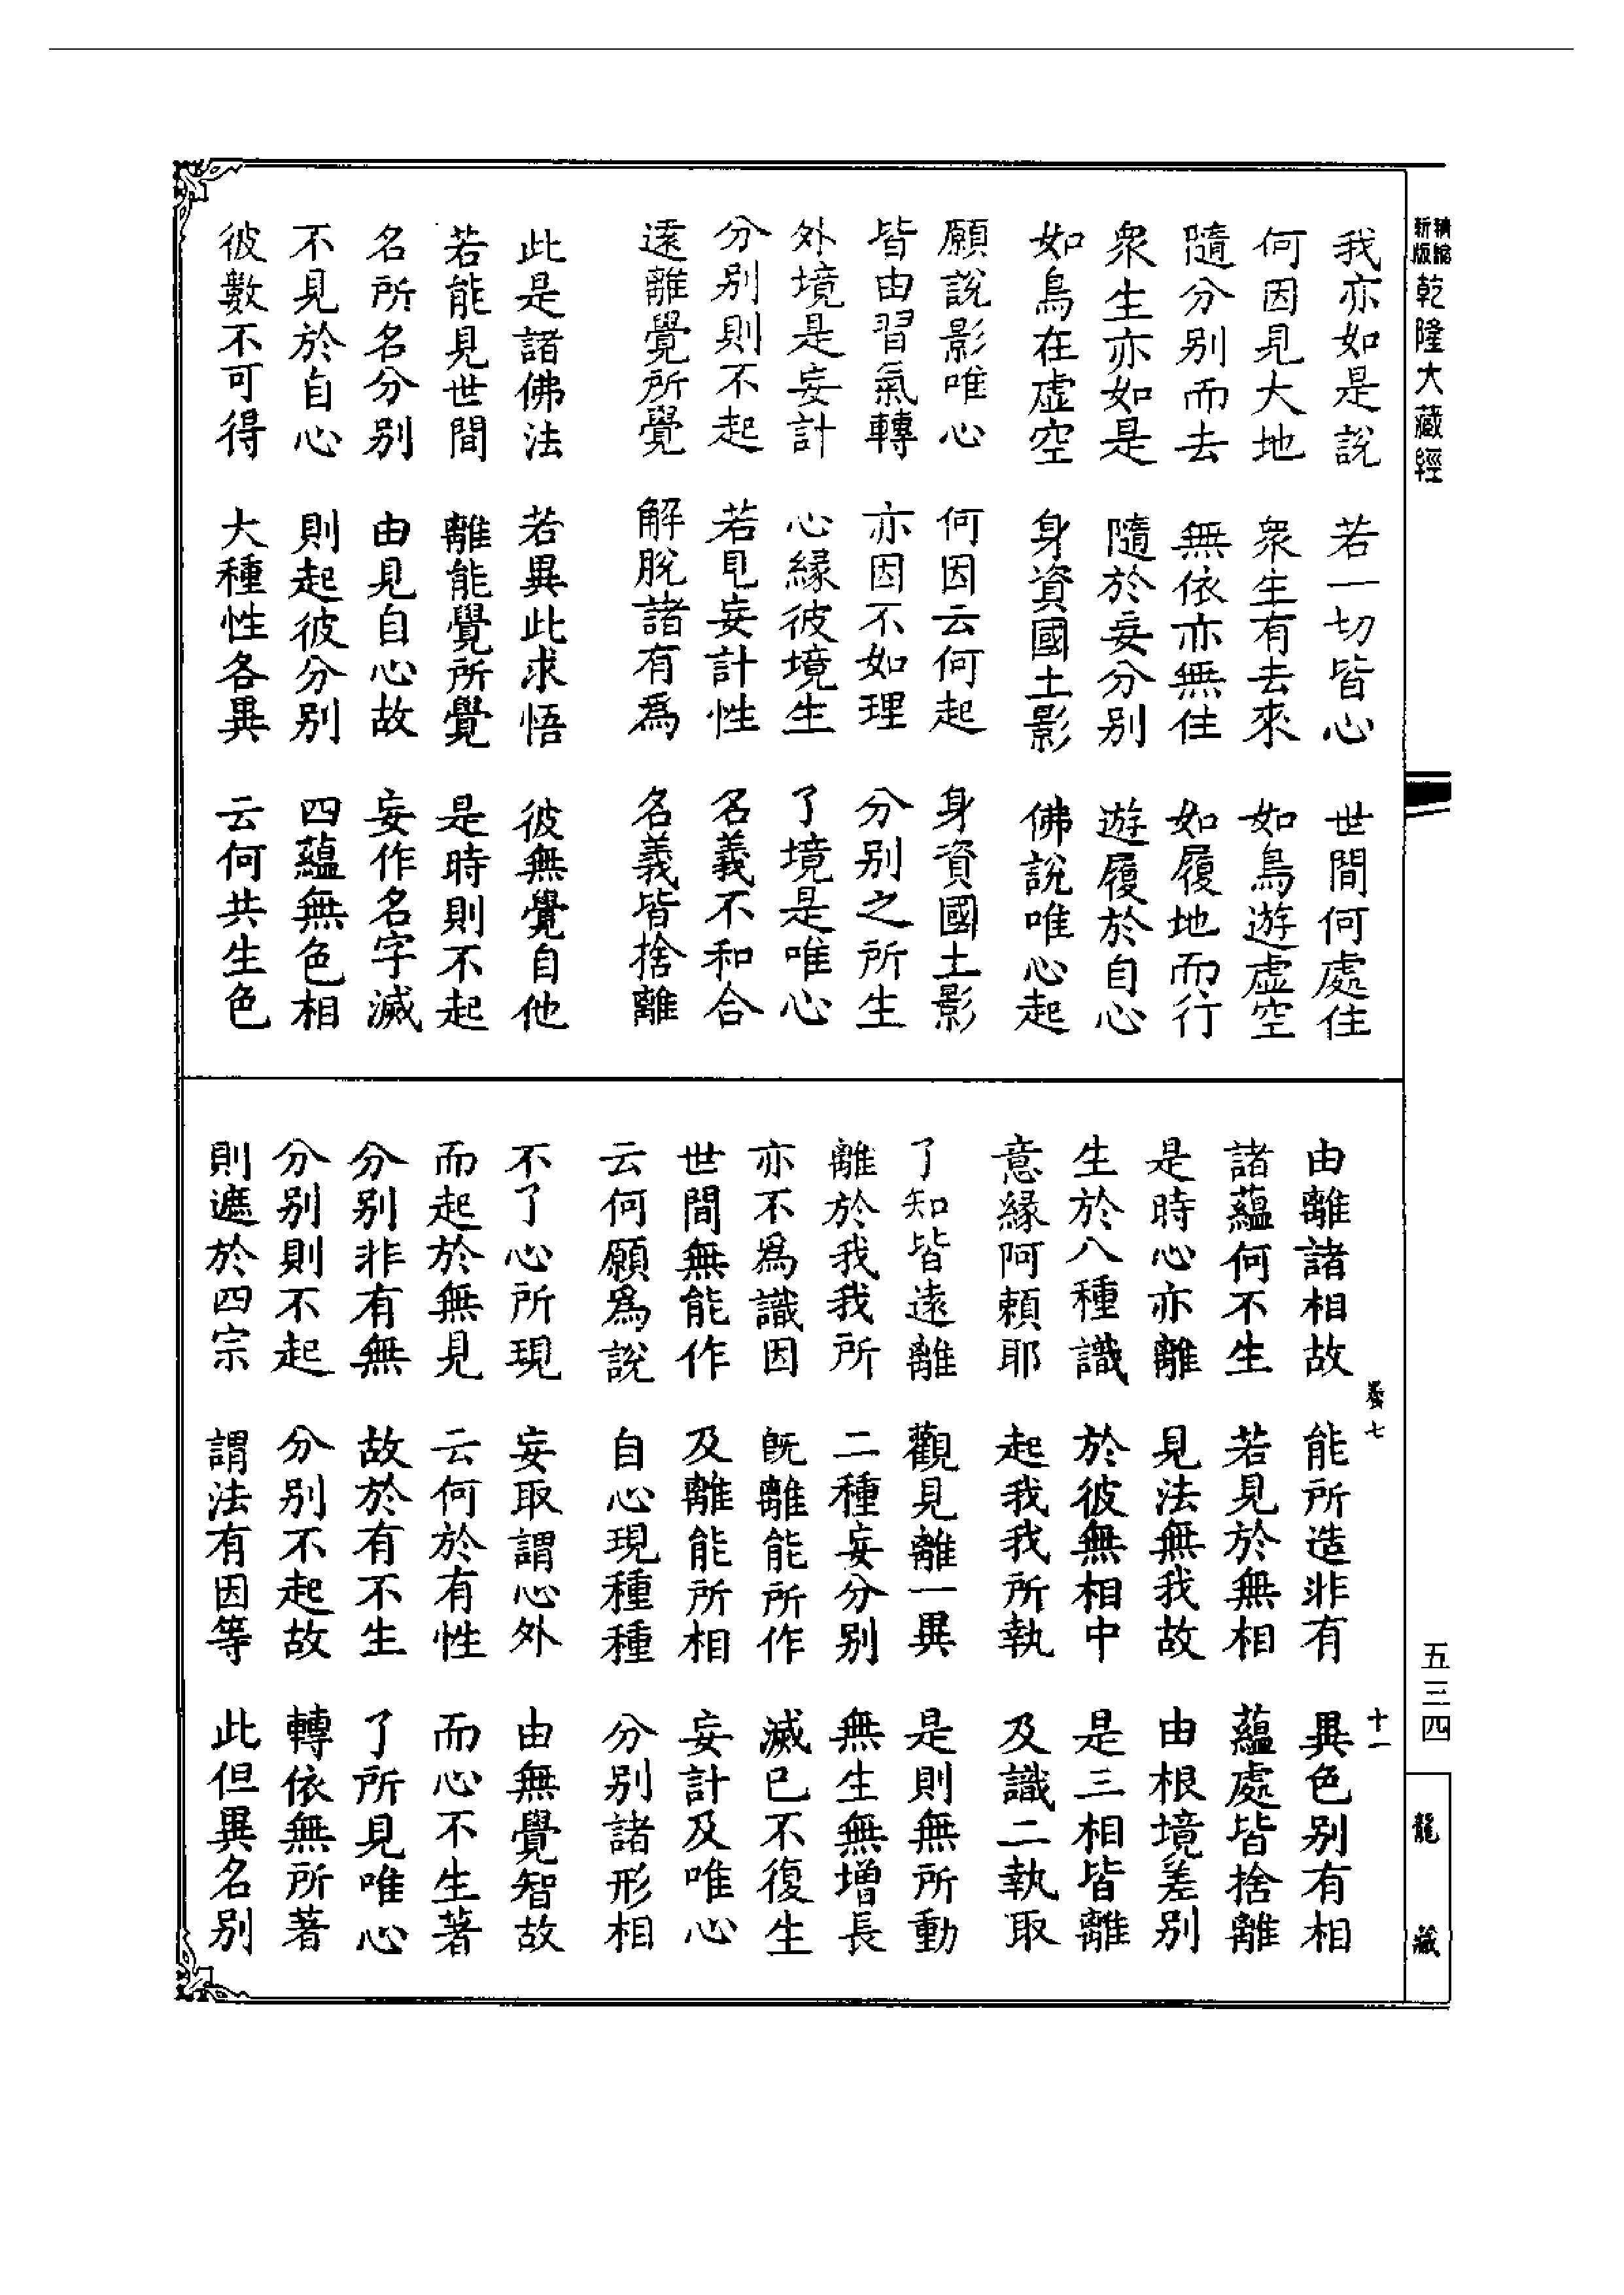 新版精縮乾隆大藏經
我亦如是說 若一切皆心 世間何處住
何因見大地 衆生有去來 如鳥遊虛空
隨分别而去 無依亦無住 如履地而行
衆生亦如是 隨於妄分别 遊履於自心
如鳥在虛空 身資國土影 佛說唯心起
願說影唯心 何因云何起 身資國土影
皆由習氣轉 亦因不如理 分别之所生
外境是妄計 心緣彼境生 了境是唯心
分别則不起 若見妄計性 名義不和合
遠離覺所覺 解脫諸有爲 名義皆捨離
此是諸佛法 若異此求悟 彼無覺自他
若能見世間 離能覺所覺 是時則不起
名所名分别 由見自心故 妄作名字滅
不見於自心 則起彼分别 四蘊無色相
彼數不可得 大種性各異 云何共生色
卷七 十一
由離諸相故 能所造非有 異色别有相
諸蘊何不生 若見於無相 蘊處皆捨離
是時心亦離 見法無我故 由根境差别
生於八種識 於彼無相中 是三相皆離
意緣阿賴耶 起我我所執 及識二執取
了知皆遠離 觀見離一異 是則無所動
離於我我所 二種妄分别 無生無增長
亦不爲識因 旣離能所作 滅已不復生
世間無能作 及離能所相 妄計及唯心
云何願爲說 自心現種種 分别諸形相
不了心所現 妄取謂心外 由無覺智故
而起於無見 云何於有性 而心不生著
分别非有無 故於有不生 了所見唯心
分别則不起 分别不起故 轉依無所著
則遮於四宗 謂法有因等 此但異名别
五三四
龍藏